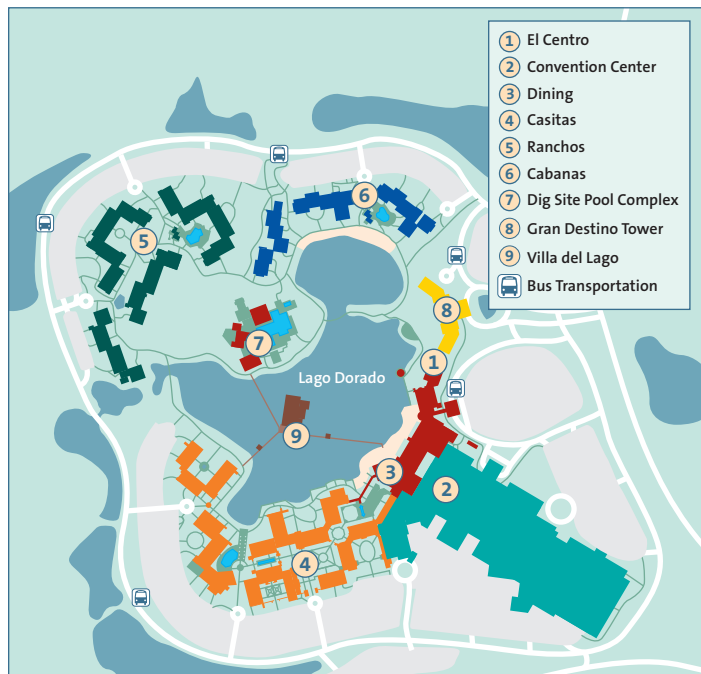 1 El Centro
2 Convention Center
3 Dining
4 Casitas
5 Ranchos
6 Cabanas
7 Dig Site Pool Complex
8 Gran Destino Tower
9 Villa del Lago
Bus Transportation
6
5
8
7
1
Lago Dorado
9
3
2
4